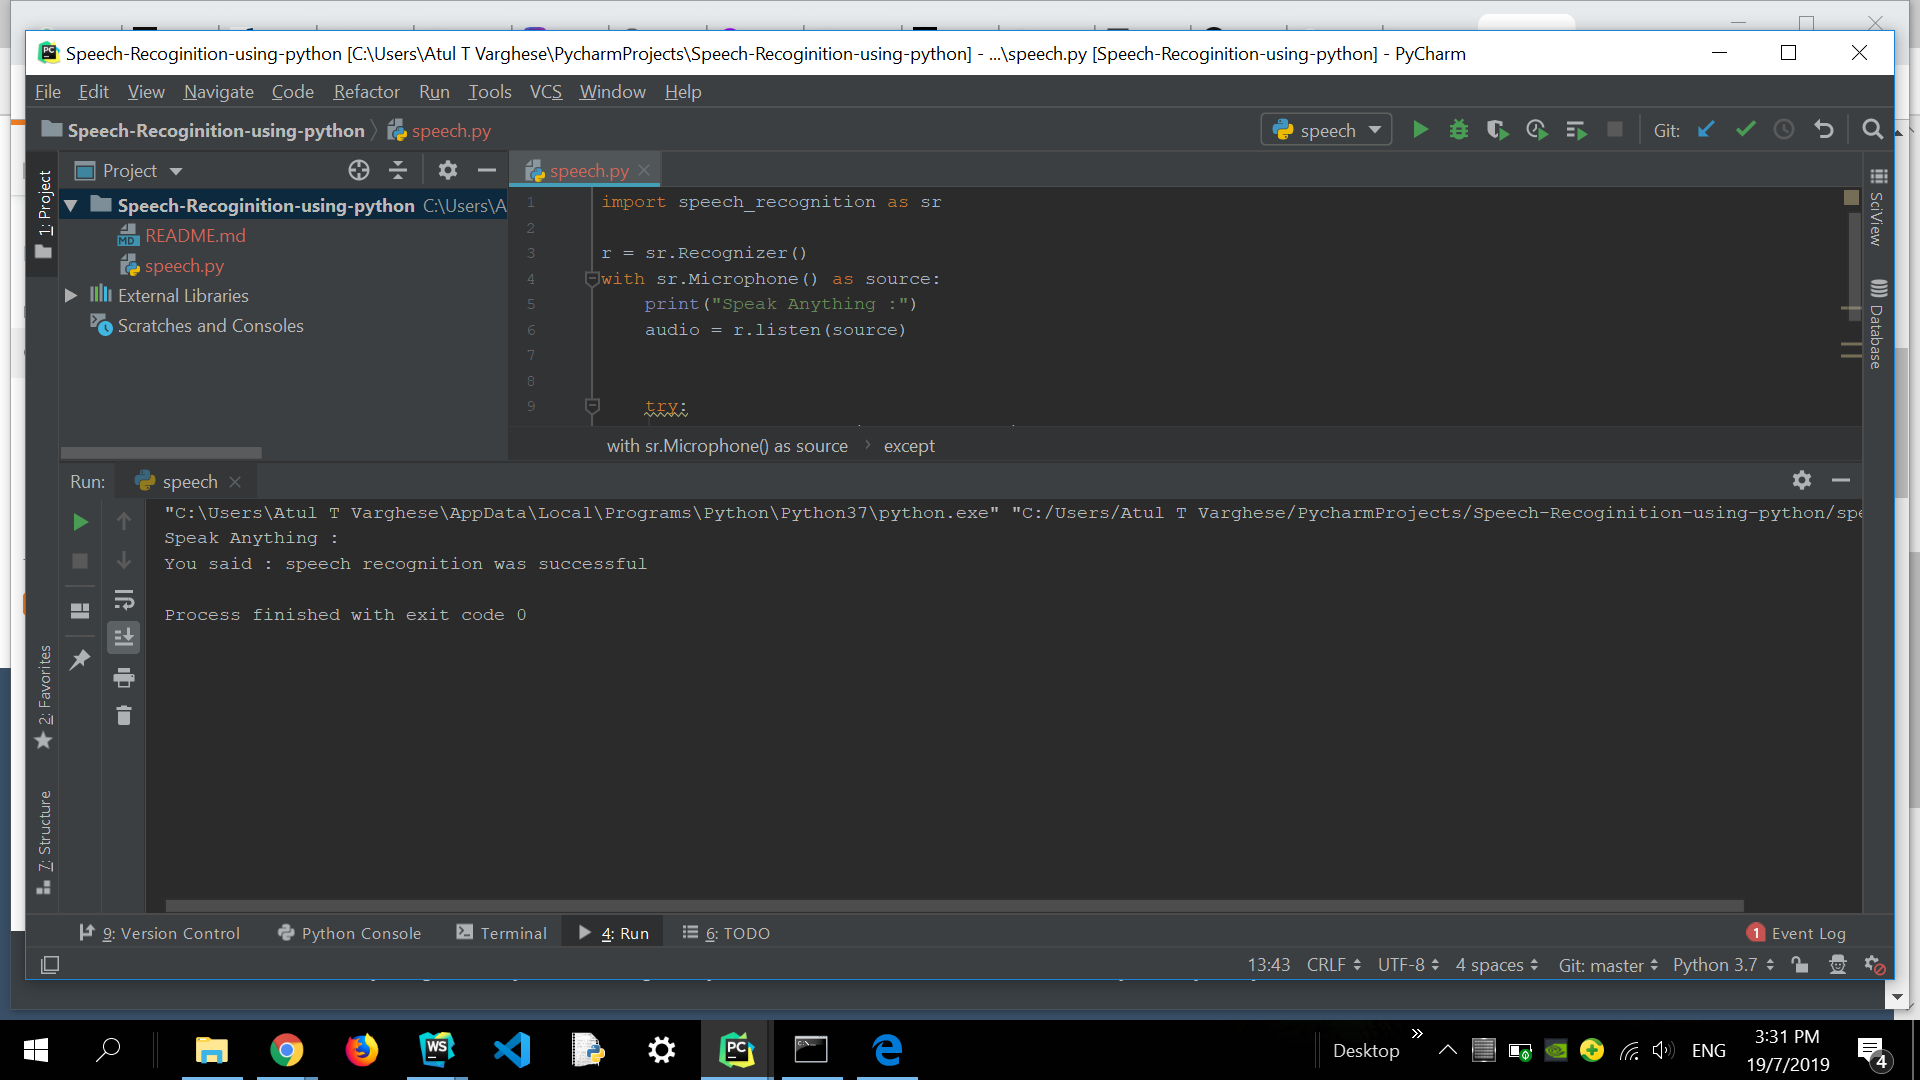 Speech-Recoginition-using-python [C:\Users\Atul T Varghese\PycharmProjects\Speech-Recoginition-using-python] - ...\speech.py [Speech-Recoginition-using-python] - PyCharm
File Edit View Navigate Code Refactor Run Tools VCS Window Help
Speech-Recoginition-using-python speech.py
speech
Git:
1: Project
Project
speech.py
Speech-Recoginition-using-python C:\Users\A
README.md
speech.py
External Libraries
Scratches and Consoles
1 import speech_recognition as sr
2
3 r = sr.Recognizer()
4 with sr.Microphone() as source:
5 print("Speak Anything :")
6 audio = r.listen(source)
7
8
9 try:
with sr.Microphone() as source > except
SciView
Database
Run: speech
"C:\Users\Atul T Varghese\AppData\Local\Programs\Python\Python37\python.exe" "C:/Users/Atul T Varghese/PycharmProjects/Speech-Recoginition-using-python/spe
Speak Anything :
You said : speech recognition was successful
Process finished with exit code 0
2: Favorites
7: Structure
9: Version Control Python Console Terminal 4: Run 6: TODO
1 Event Log
13:43 CRLF UTF-8 4 spaces Git: master Python 3.7
Desktop
ENG
3:31 PM
19/7/2019
4